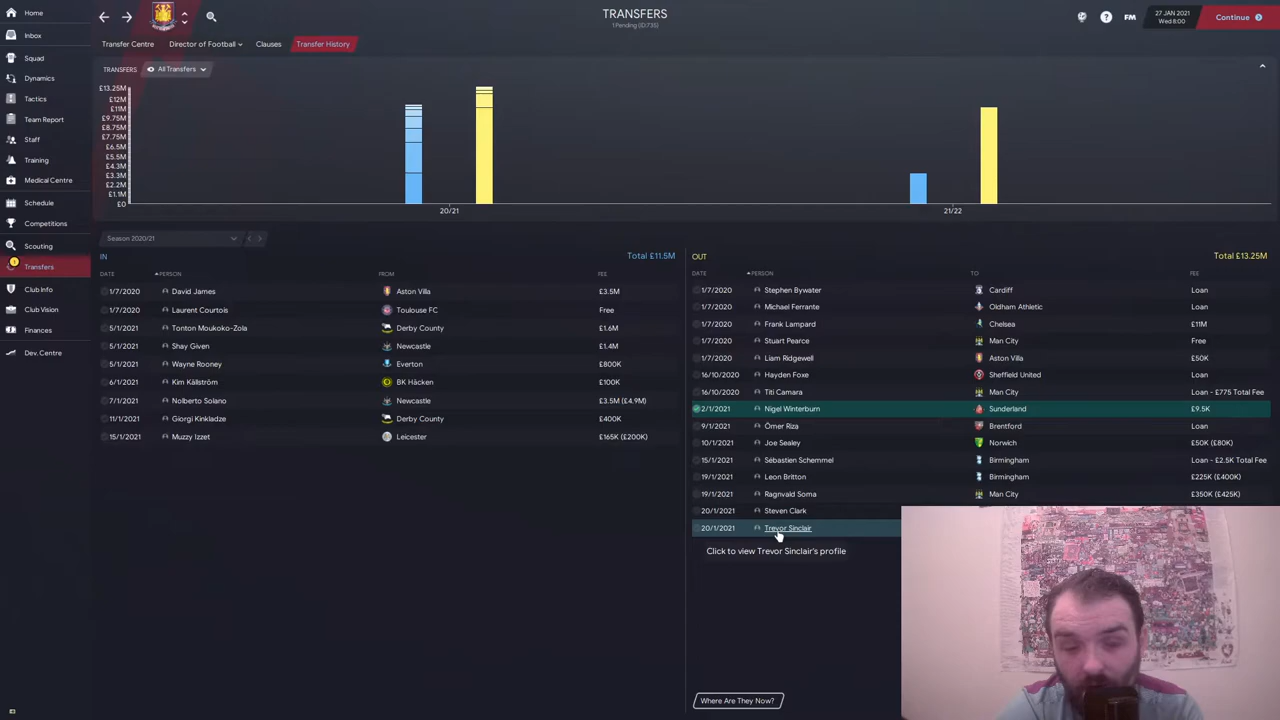 TRANSFERS
1 Pending (ID:735)
27 JAN 2021
Wed 8:00
Continue
FM
Home
Inbox
Squad
Dynamics
Tactics
Team Report
Staff
Training
Medical Centre
Schedule
Competitions
Scouting
Transfers
Club Info
Club Vision
Finances
Dev. Centre
Transfer Centre Director of Football Clauses Transfer History
TRANSFERS All Transfers
£13.25M
£12M
£11M
£9.75M
£8.75M
£7.75M
£6.5M
£5.5M
£4.3M
£3.3M
£2.2M
£1.1M
£0
20/21 21/22
Season 2020/21
IN Total £11.5M
DATE PERSON FROM FEE
1/7/2020 David James Aston Villa £3.5M
1/7/2020 Laurent Courtois Toulouse FC Free
5/1/2021 Tonton Moukoko-Zola Derby County £1.6M
5/1/2021 Shay Given Newcastle £1.4M
5/1/2021 Wayne Rooney Everton £800K
6/1/2021 Kim Källström BK Häcken £100K
7/1/2021 Nolberto Solano Newcastle £3.5M (£4.9M)
11/1/2021 Giorgi Kinkladze Derby County £400K
15/1/2021 Muzzy Izzet Leicester £165K (£200K)
OUT Total £13.25M
DATE PERSON TO FEE
1/7/2020 Stephen Bywater Cardiff Loan
1/7/2020 Michael Ferrante Oldham Athletic Loan
1/7/2020 Frank Lampard Chelsea £11M
1/7/2020 Stuart Pearce Man City Free
1/7/2020 Liam Ridgewell Aston Villa £50K
16/10/2020 Hayden Foxe Sheffield United Loan
16/10/2020 Titi Camara Man City Loan - £775 Total Fee
2/1/2021 Nigel Winterburn Sunderland £9.5K
9/1/2021 Ömer Riza Brentford Loan
10/1/2021 Joe Sealey Norwich £50K (£80K)
15/1/2021 Sébastien Schemmel Birmingham Loan - £2.5K Total Fee
19/1/2021 Leon Britton Birmingham £225K (£400K)
19/1/2021 Ragnvald Soma Man City £350K (£425K)
20/1/2021 Steven Clark
20/1/2021 Trevor Sinclair
Click to view Trevor Sinclair's profile
Where Are They Now?